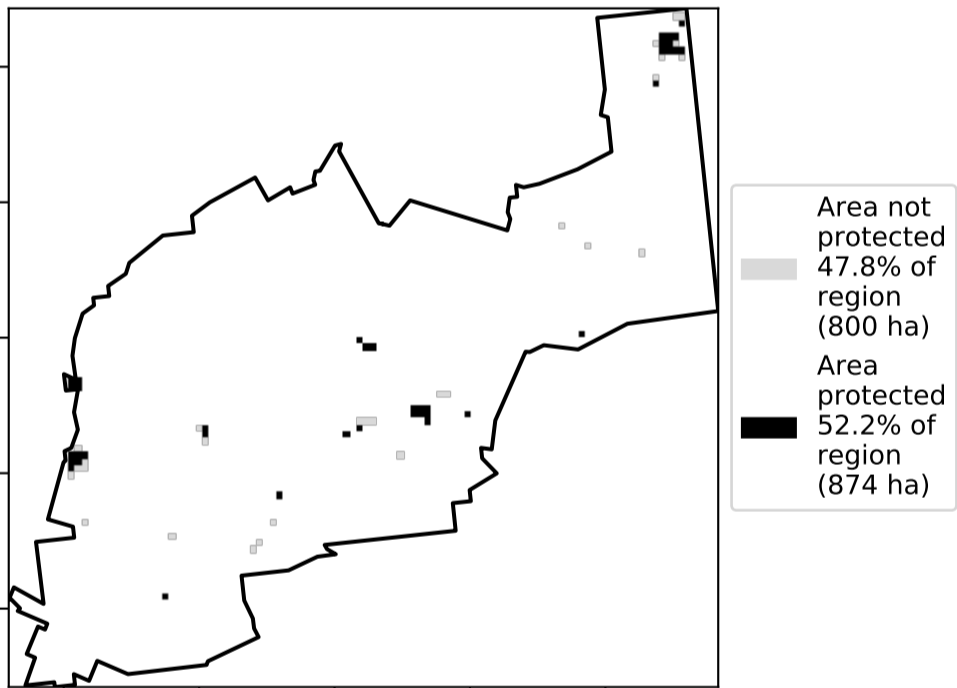 Area not
protected
47.8% of
region
(800 ha)
Area
protected
52.2% of
region
(874 ha)